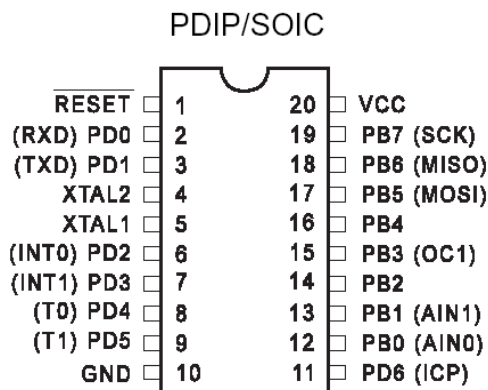 PDIP/SOIC
RESET 1 20 VCC
(RXD) PD0 2 19 PB7 (SCK)
(TXD) PD1 3 18 PB6 (MISO)
XTAL2 4 17 PB5 (MOSI)
XTAL1 5 16 PB4
(INT0) PD2 6 15 PB3 (OC1)
(INT1) PD3 7 14 PB2
(T0) PD4 8 13 PB1 (AIN1)
(T1) PD5 9 12 PB0 (AIN0)
GND 10 11 PD6 (ICP)